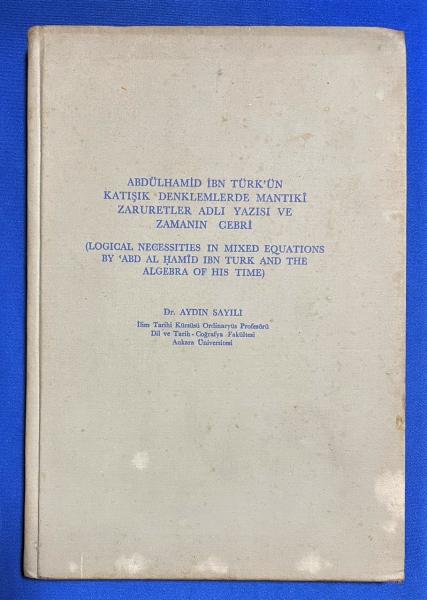 ABDÜLHAMİD İBN TÜRK'ÜN
KATIŞIK DENKLEMLERDE MANTIKÎ
ZARURETLER ADLI YAZISI VE
ZAMANIN CEBRİ
(LOGICAL NECESSITIES IN MIXED EQUATIONS
BY 'ABD AL ḤAMÎD IBN TURK AND THE
ALGEBRA OF HIS TIME)
Dr. AYDIN SAYILI
İlim Tarihi Kürsüsü Ordinaryüs Profesörü
Dil ve Tarih - Coğrafya Fakültesi
Ankara Üniversitesi